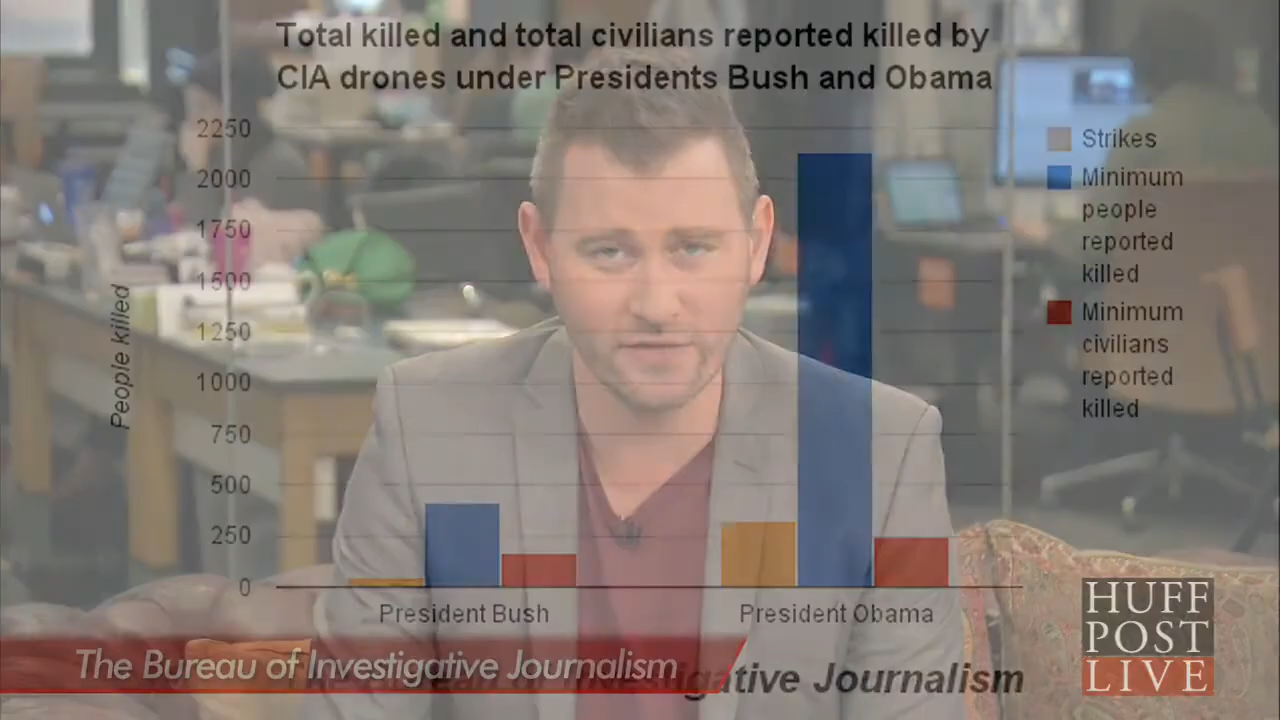 Total killed and total civilians reported killed by
CIA drones under Presidents Bush and Obama
2250
2000
1750
1500
1250
1000
750
500
250
0
People killed
Strikes
Minimum
people
reported
killed
Minimum
civilians
reported
killed
President Bush
President Obama
The Bureau of Investigative Journalism
Journalism
HUFF
POST
LIVE